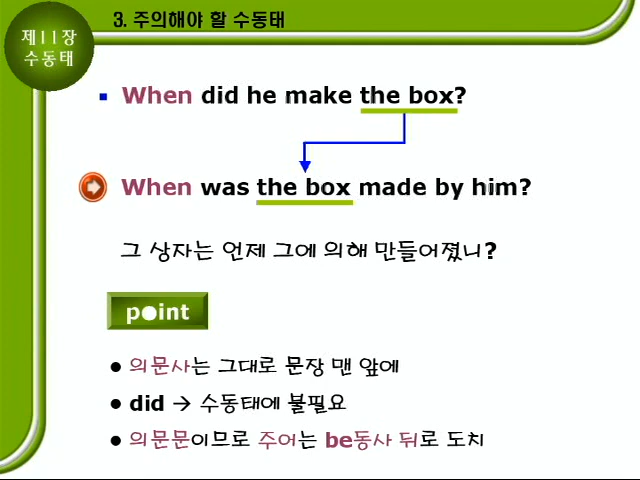 제11장
수동태
3. 주의해야 할 수동태
▪ When did he make the box?
When was the box made by him?
그 상자는 언제 그에 의해 만들어졌니?
point
● 의문사는 그대로 문장 맨 앞에
● did → 수동태에 불필요
● 의문문이므로 주어는 be동사 뒤로 도치